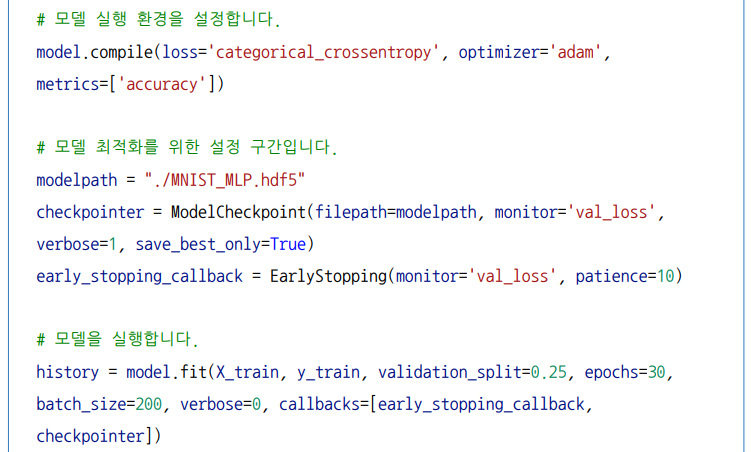 # 모델 실행 환경을 설정합니다.
model.compile(loss='categorical_crossentropy', optimizer='adam',
metrics=['accuracy'])
# 모델 최적화를 위한 설정 구간입니다.
modelpath = "./MNIST_MLP.hdf5"
checkpointer = ModelCheckpoint(filepath=modelpath, monitor='val_loss',
verbose=1, save_best_only=True)
early_stopping_callback = EarlyStopping(monitor='val_loss', patience=10)
# 모델을 실행합니다.
history = model.fit(X_train, y_train, validation_split=0.25, epochs=30,
batch_size=200, verbose=0, callbacks=[early_stopping_callback,
checkpointer])